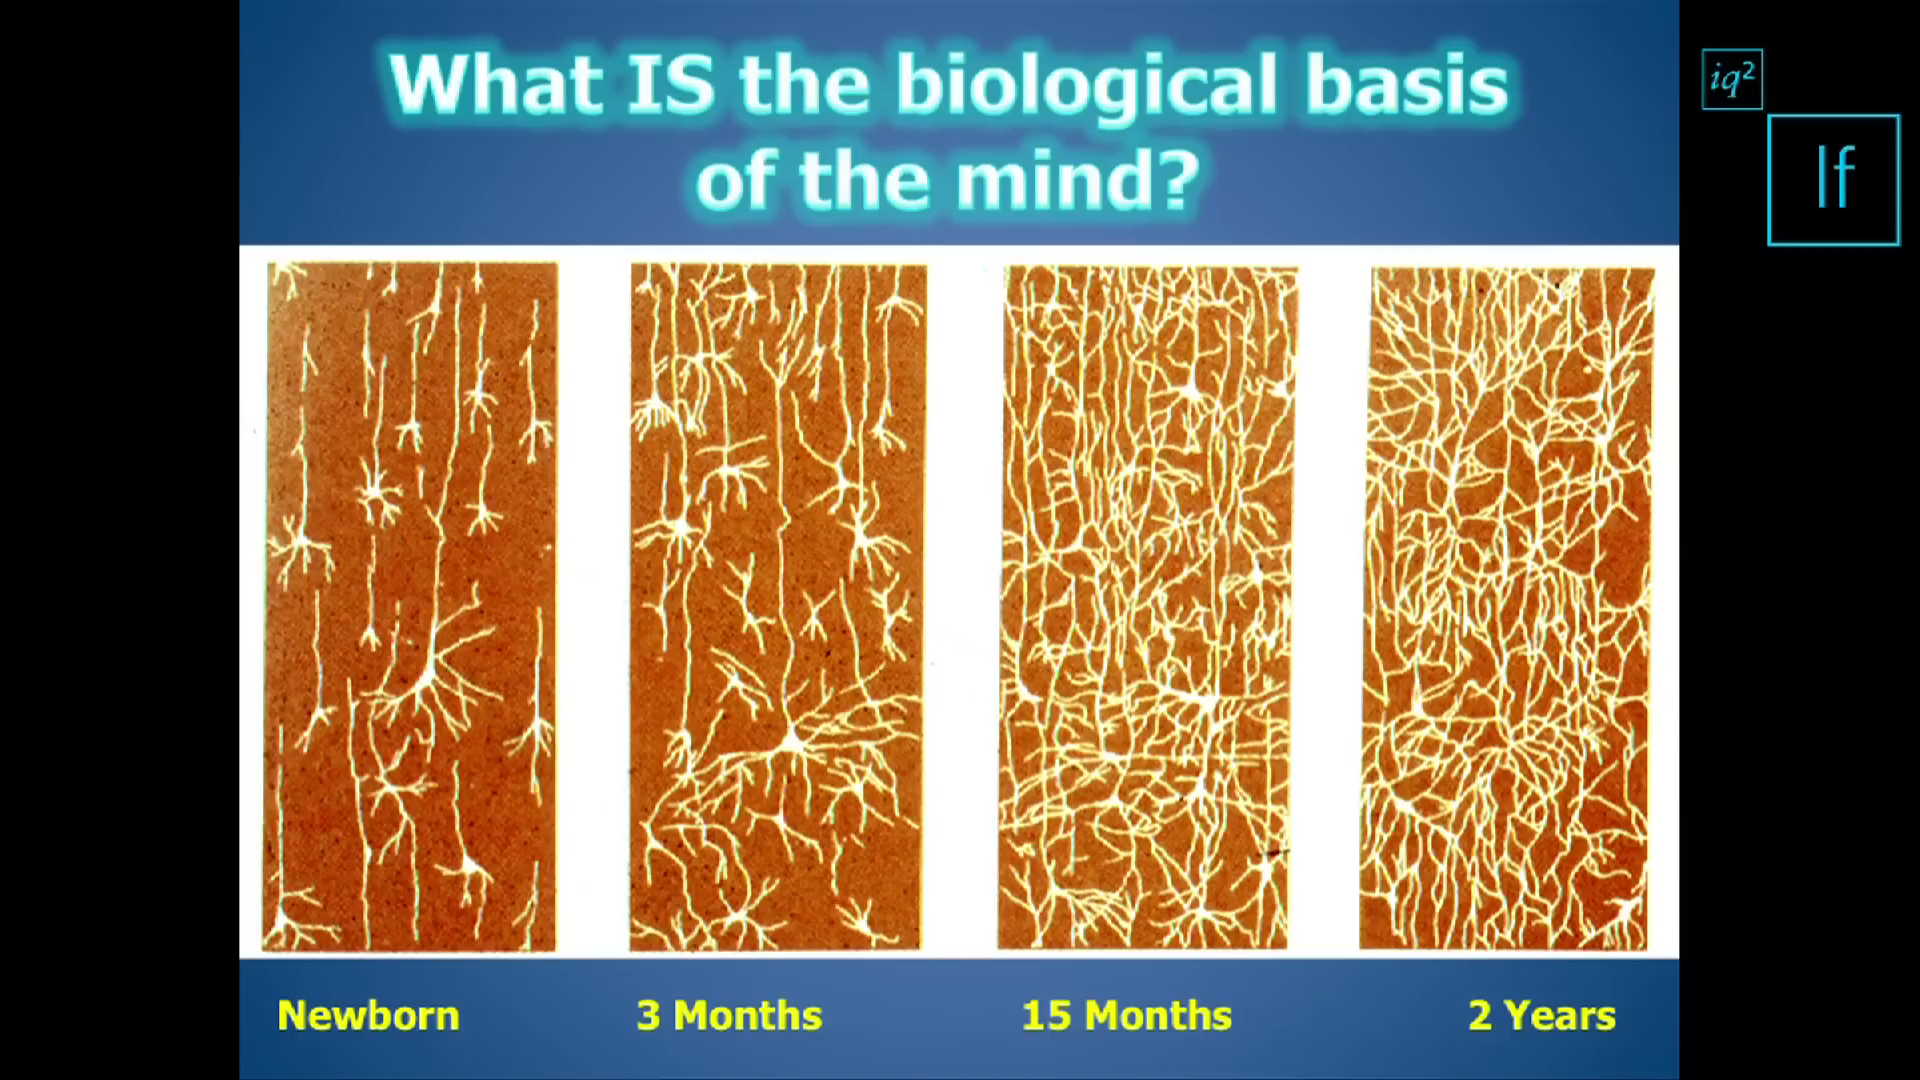 What IS the biological basis
of the mind?
iq²
If
Newborn
3 Months
15 Months
2 Years